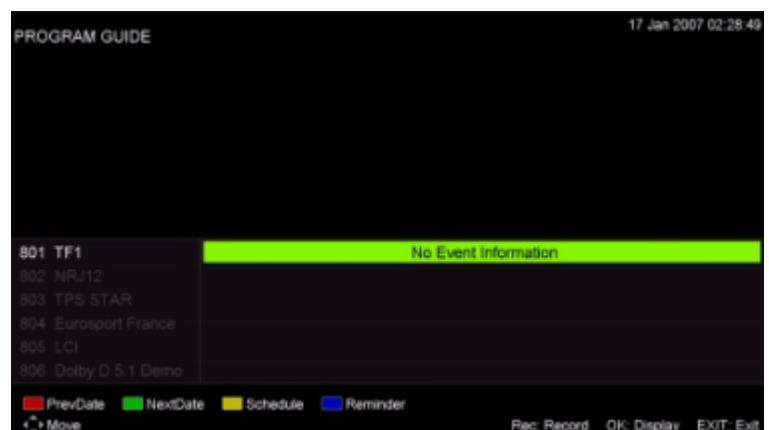 PROGRAM GUIDE
17 Jan 2007 02:28:49
801 TF1
No Event Information
802 NRJ12
803 TPS STAR
804 Eurosport France
805 LCI
806 Dolby D 5.1 Demo
PrevDate NextDate Schedule Reminder
Move
Rec: Record OK: Display EXIT: Exit